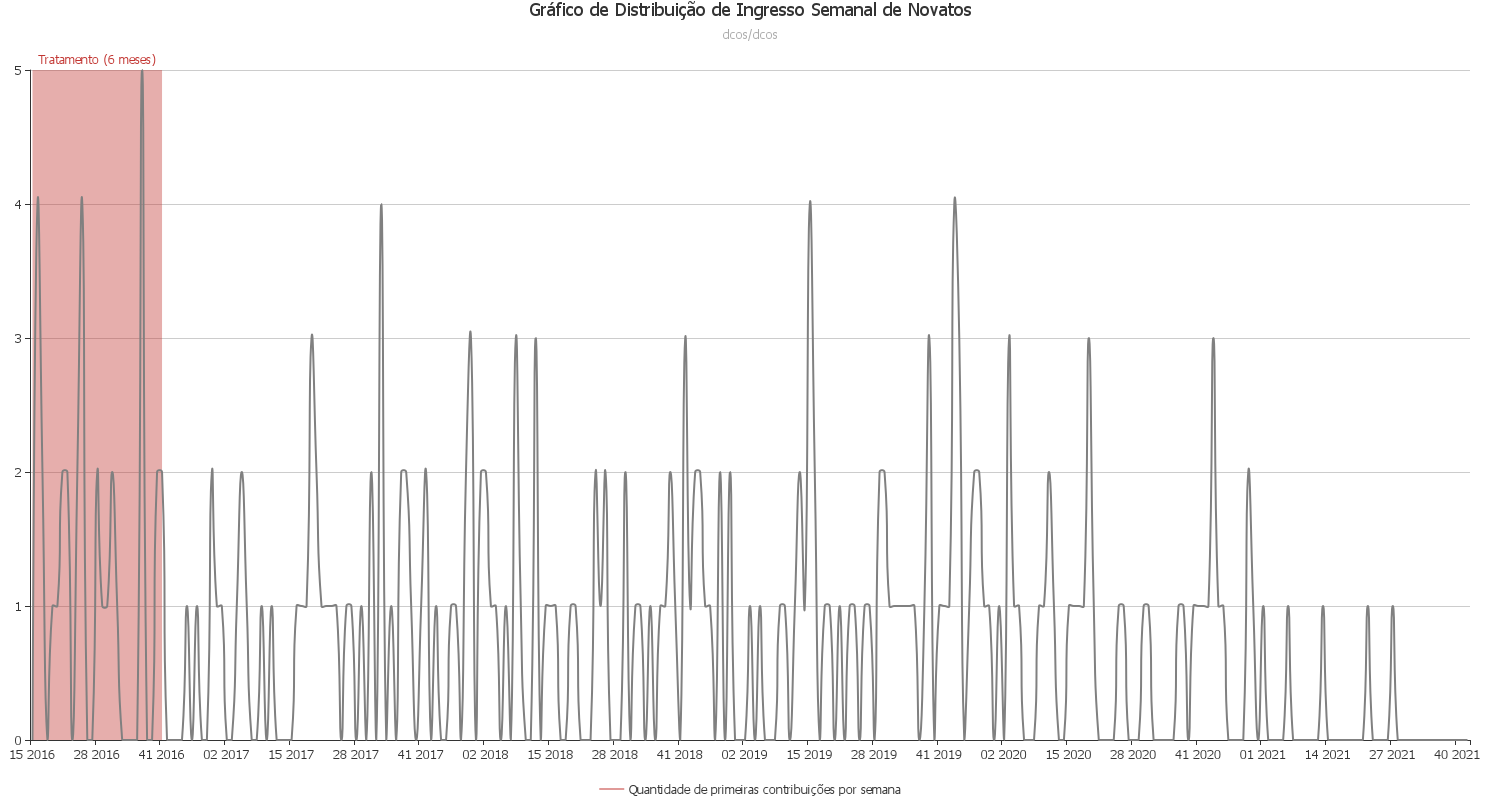 Gráfico de Distribuição de Ingresso Semanal de Novatos
dcos/dcos
Tratamento (6 meses)
5
4
3
2
1
0
15 2016 28 2016 41 2016 02 2017 15 2017 28 2017 41 2017 02 2018 15 2018 28 2018 41 2018 02 2019 15 2019 28 2019 41 2019 02 2020 15 2020 28 2020 41 2020 01 2021 14 2021 27 2021 40 2021
Quantidade de primeiras contribuições por semana